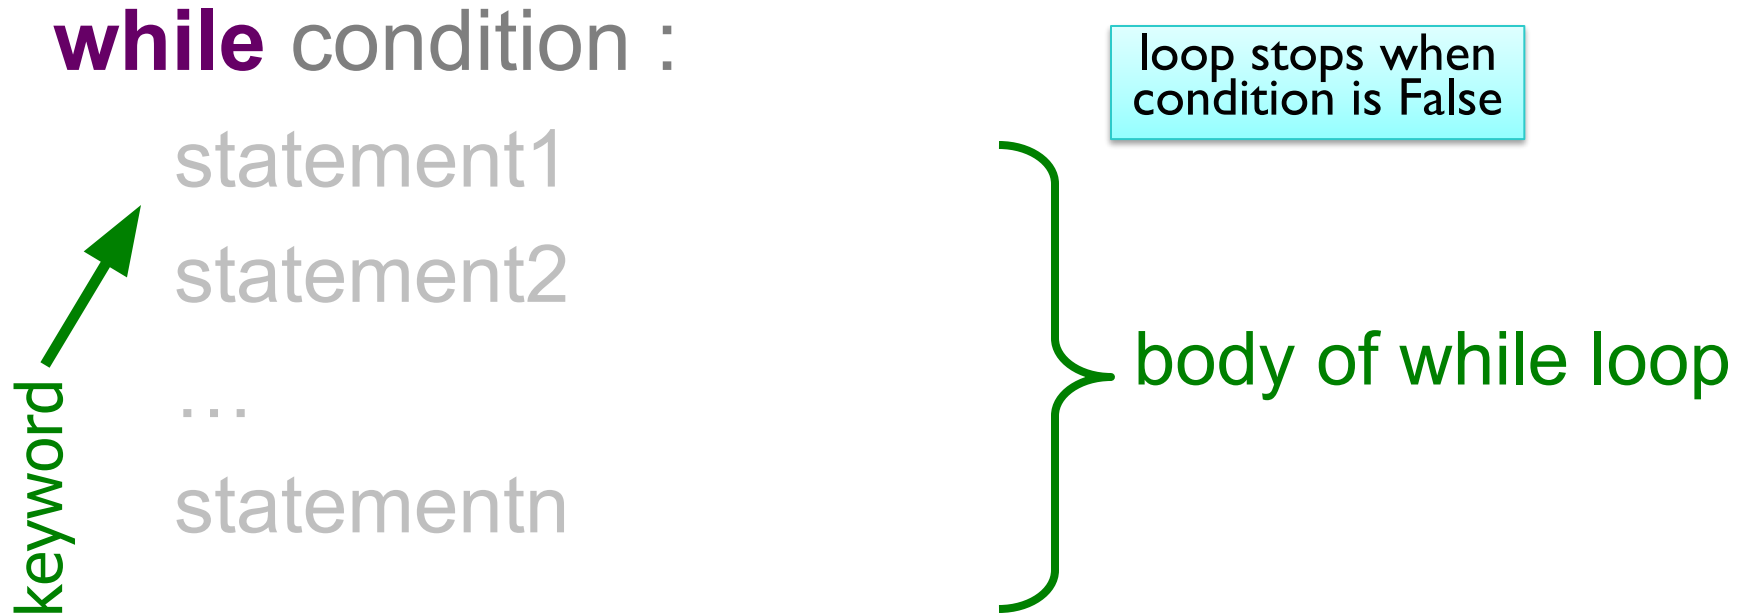 while condition :
loop stops when
condition is False
statement1
statement2
…
statementn
keyword
body of while loop